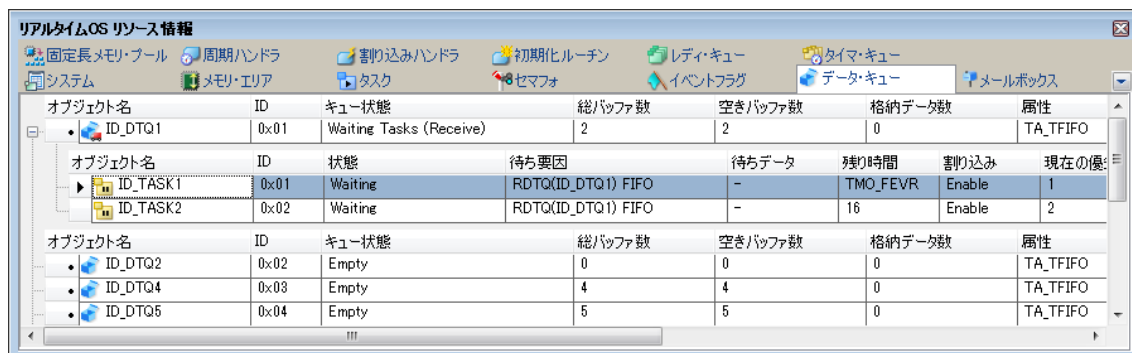 リアルタイムOS リソース情報
固定長メモリ・プール 周期ハンドラ 割り込みハンドラ 初期化ルーチン レディ・キュー タイマ・キュー
システム メモリ・エリア タスク セマフォ イベントフラグ データ・キュー メールボックス
オブジェクト名 ID キュー状態 総バッファ数 空きバッファ数 格納データ数 属性
ID_DTQ1 0x01 Waiting Tasks (Receive) 2 2 0 TA_TFIFO
オブジェクト名 ID 状態 待ち要因 待ちデータ 残り時間 割り込み 現在の優
ID_TASK1 0x01 Waiting RDTQ(ID_DTQ1) FIFO - TMO_FEVR Enable 1
ID_TASK2 0x02 Waiting RDTQ(ID_DTQ1) FIFO - 16 Enable 2
オブジェクト名 ID キュー状態 総バッファ数 空きバッファ数 格納データ数 属性
ID_DTQ2 0x02 Empty 0 0 0 TA_TFIFO
ID_DTQ4 0x03 Empty 4 4 0 TA_TFIFO
ID_DTQ5 0x04 Empty 5 5 0 TA_TFIFO